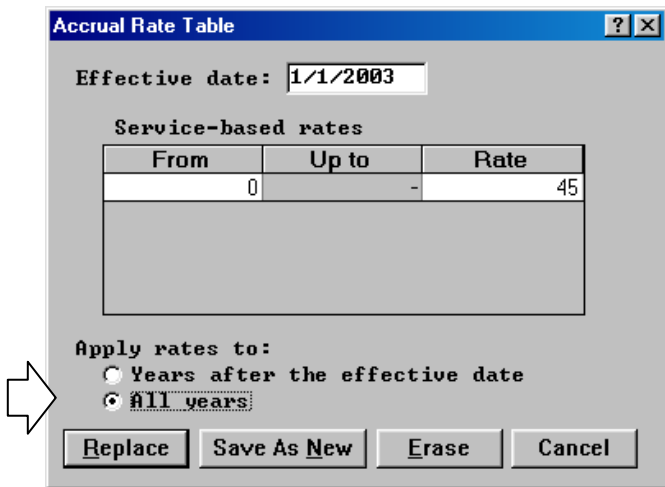 Accrual Rate Table ? ×
Effective date: 1/1/2003
Service-based rates
From Up to Rate
0 - 45
Apply rates to:
Years after the effective date
All years
Replace Save As New Erase Cancel